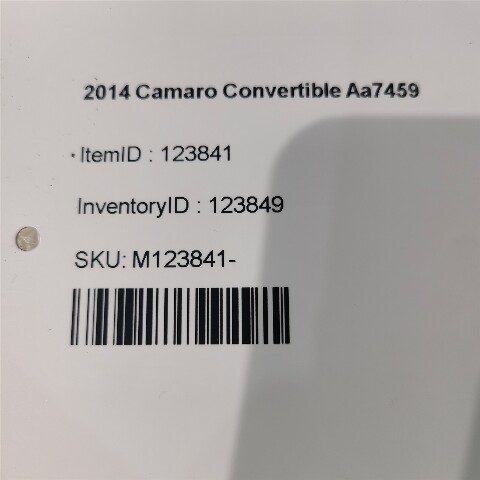 2014 Camaro Convertible Aa7459
ItemID : 123841
InventoryID : 123849
SKU: M123841-